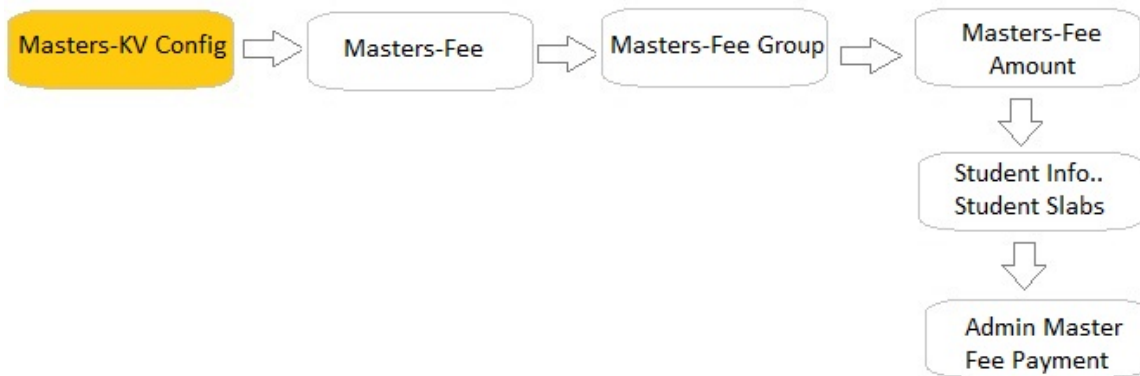 Masters-KV Config
Masters-Fee
Masters-Fee Group
Masters-Fee
Amount
Student Info..
Student Slabs
Admin Master
Fee Payment